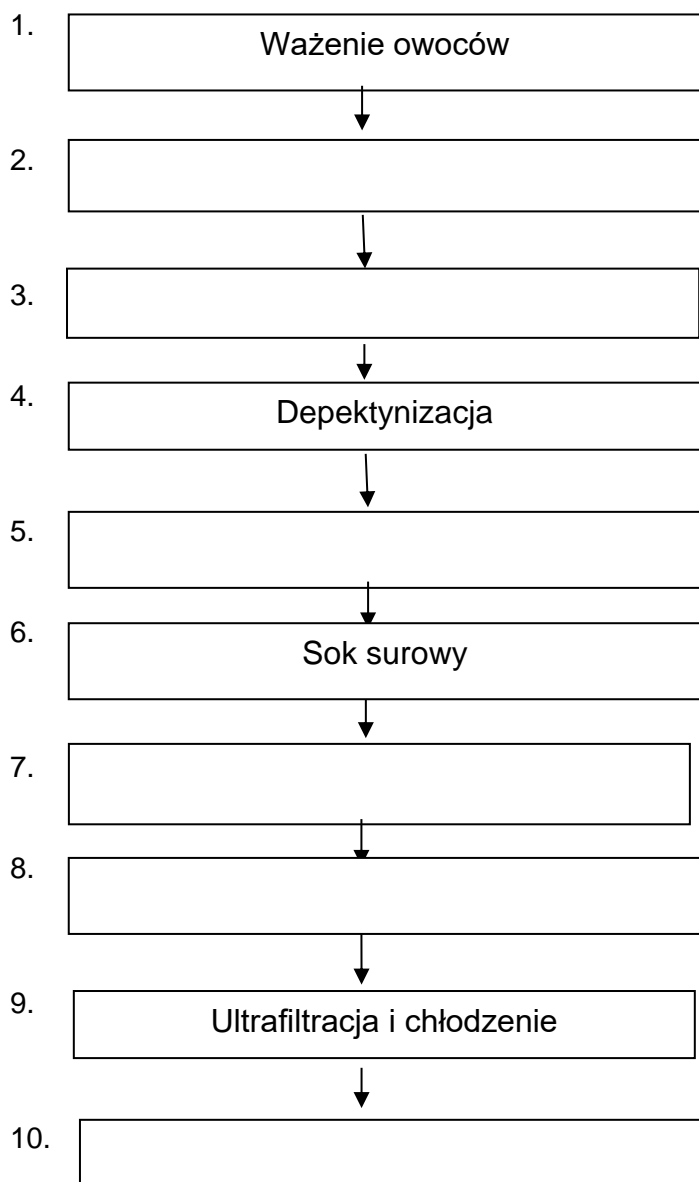 1.
Ważenie owoców
2.
3.
4.
Depektynizacja
5.
6.
Sok surowy
7.
8.
9.
Ultrafiltracja i chłodzenie
10.